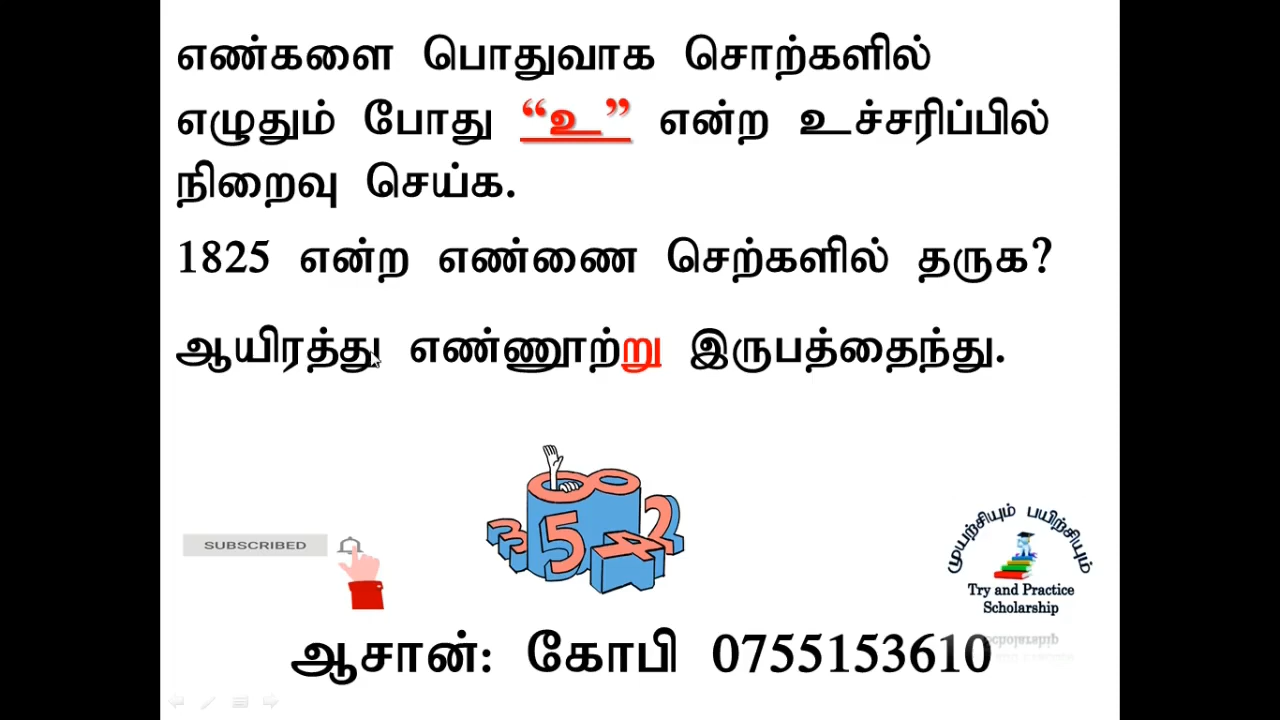 எண்களை பொதுவாக சொற்களில்
எழுதும் போது “உ” என்ற உச்சரிப்பில்
நிறைவு செய்க.
1825 என்ற எண்ணை செற்களில் தருக?
ஆயிரத்து எண்ணூற்று இருபத்தைந்து.
SUBSCRIBED
முயற்சியும் பயிற்சியும்
Try and Practice
Scholarship
ஆசான்: கோபி 0755153610